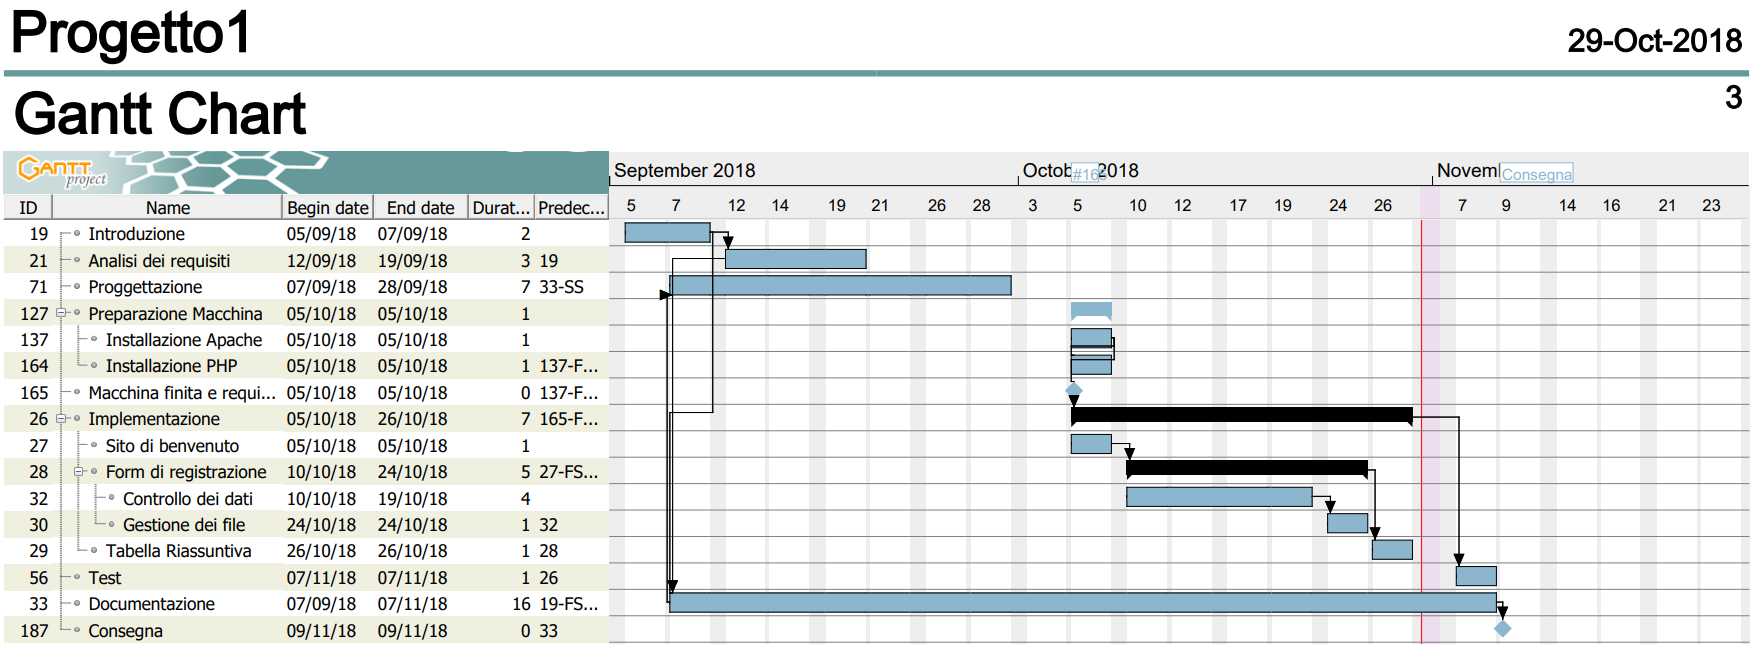 Progetto1
29-Oct-2018
Gantt Chart
3
GANTT project
September 2018 October 2018
#165 Consegna
ID Name Begin date End date Durat... Predec... 5 7 12 14 19 21 26 28 3 5 10 12 17 19 24 26 7 9 14 16 21 23
19 Introduzione 05/09/18 07/09/18 2
21 Analisi dei requisiti 12/09/18 19/09/18 3 19
71 Proggettazione 07/09/18 28/09/18 7 33-SS
127 Preparazione Macchina 05/10/18 05/10/18 1
137 Installazione Apache 05/10/18 05/10/18 1
164 Installazione PHP 05/10/18 05/10/18 1 137-F...
165 Macchina finita e requi... 05/10/18 05/10/18 0 137-F...
26 Implementazione 05/10/18 26/10/18 7 165-F...
27 Sito di benvenuto 05/10/18 05/10/18 1
28 Form di registrazione 10/10/18 24/10/18 5 27-FS...
32 Controllo dei dati 10/10/18 19/10/18 4
30 Gestione dei file 24/10/18 24/10/18 1 32
29 Tabella Riassuntiva 26/10/18 26/10/18 1 28
56 Test 07/11/18 07/11/18 1 26
33 Documentazione 07/09/18 07/11/18 16 19-FS...
187 Consegna 09/11/18 09/11/18 0 33